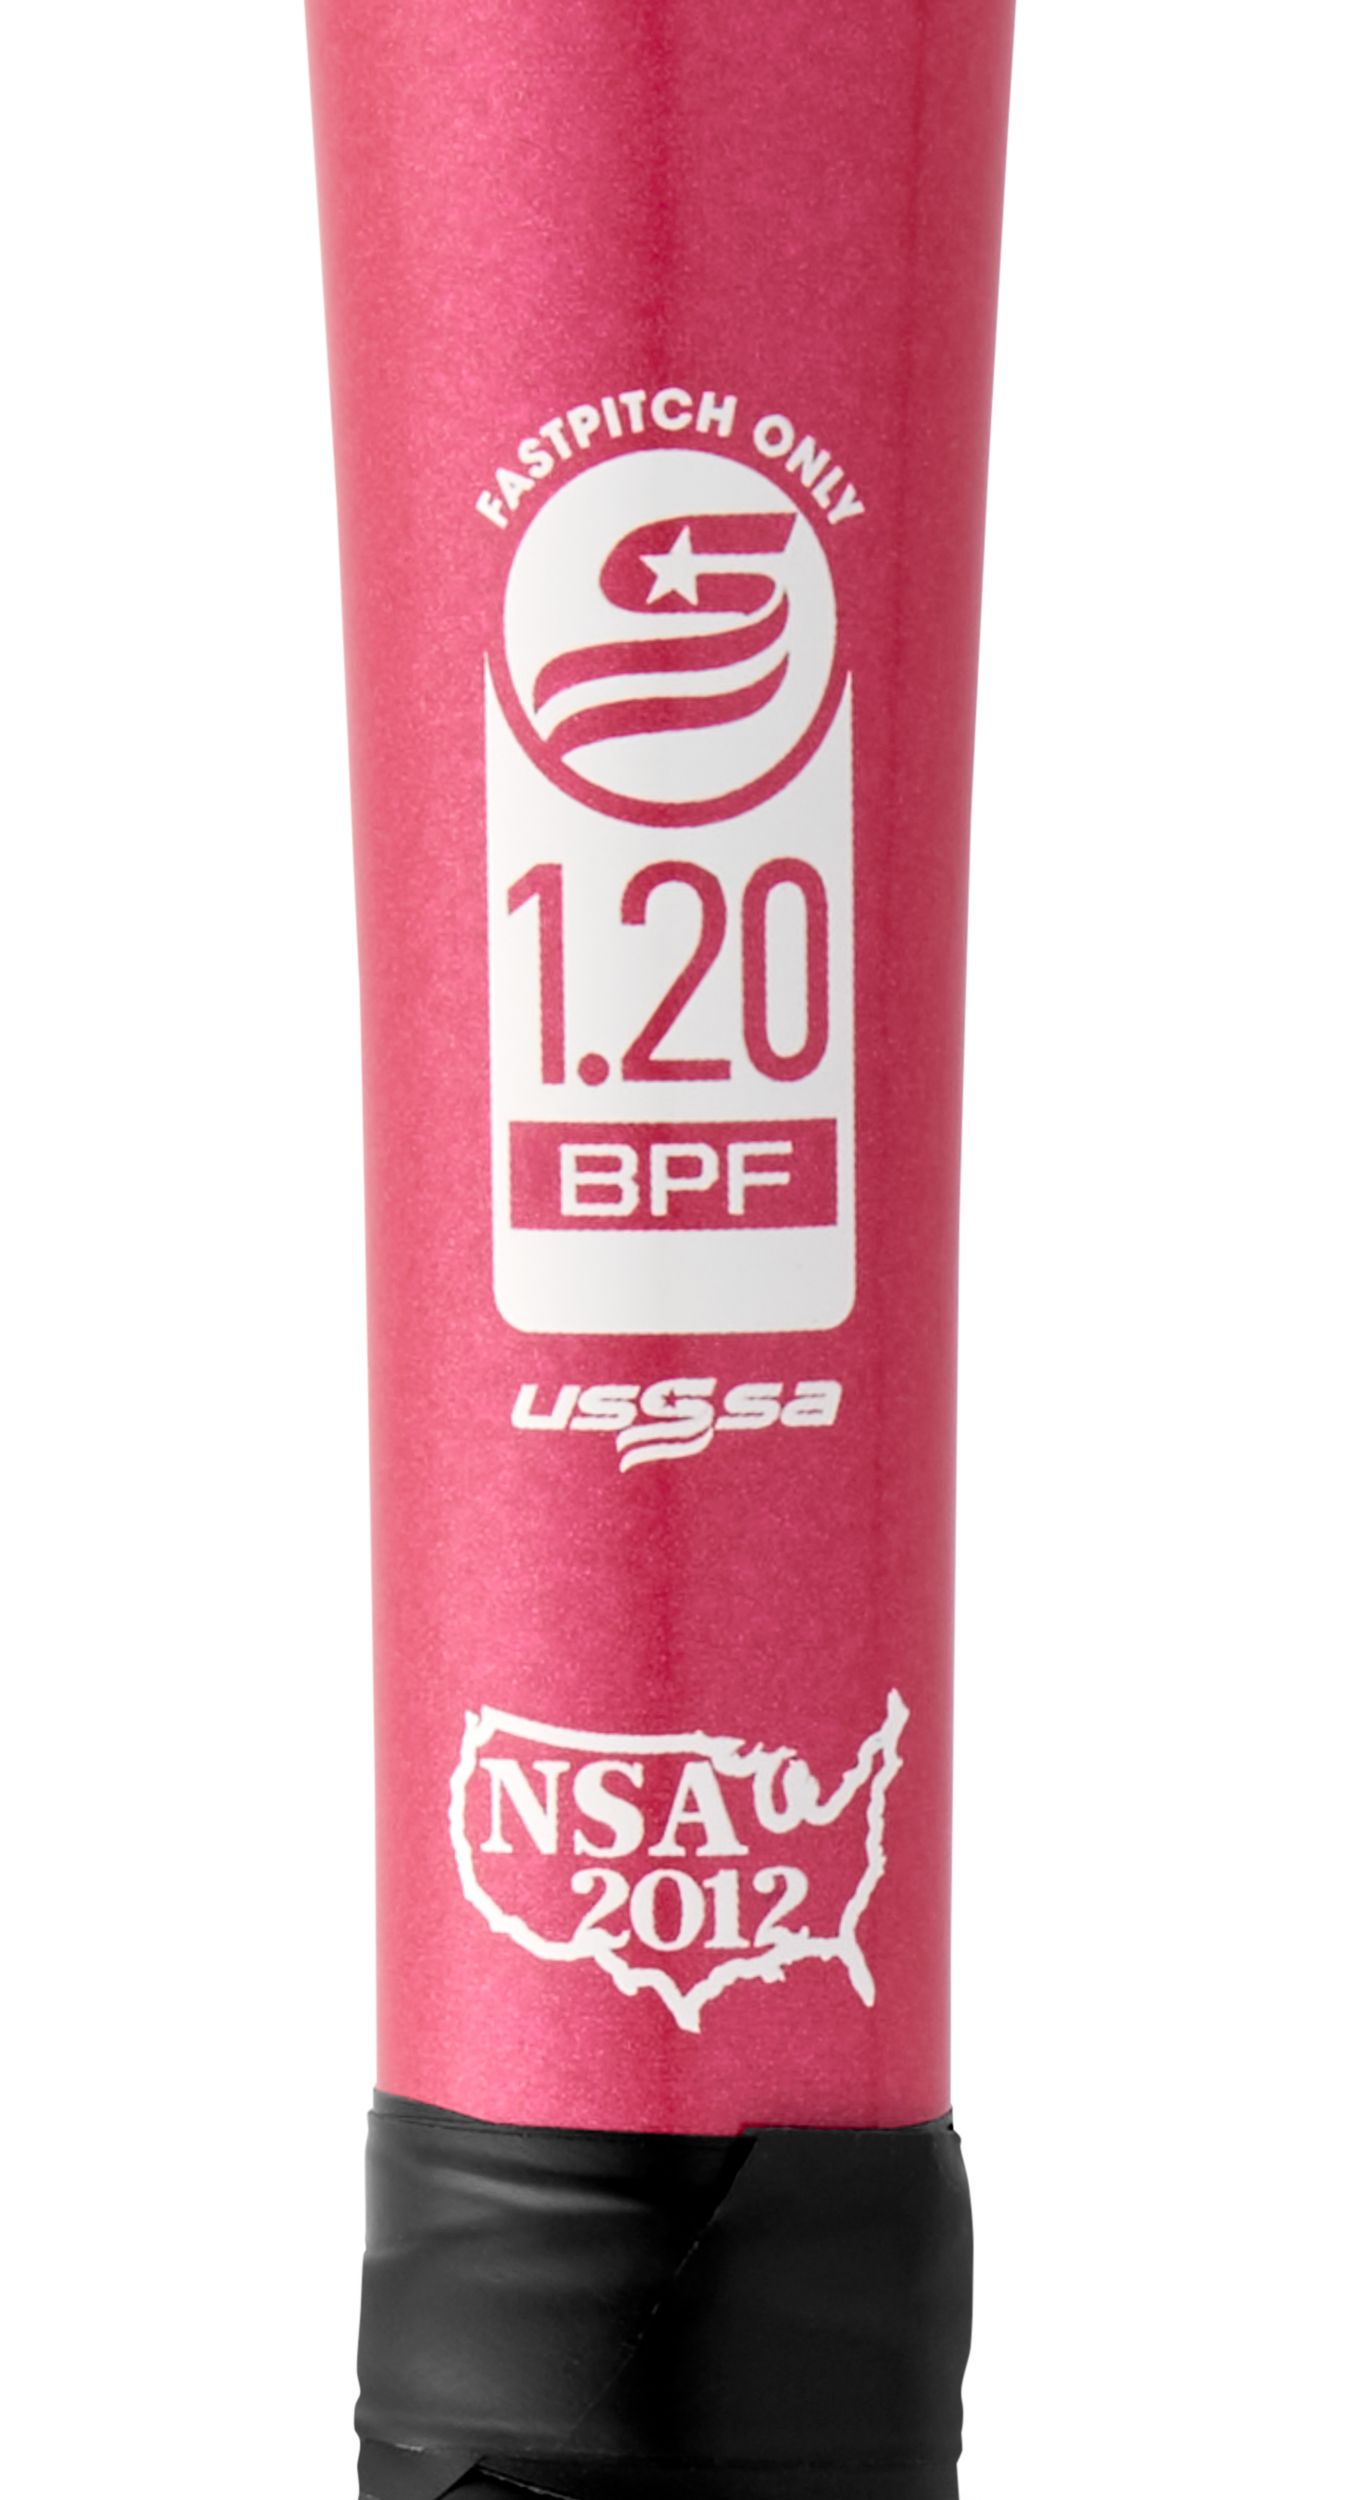 FASTPITCH ONLY
1.20
BPF
usssa
NSA
2012